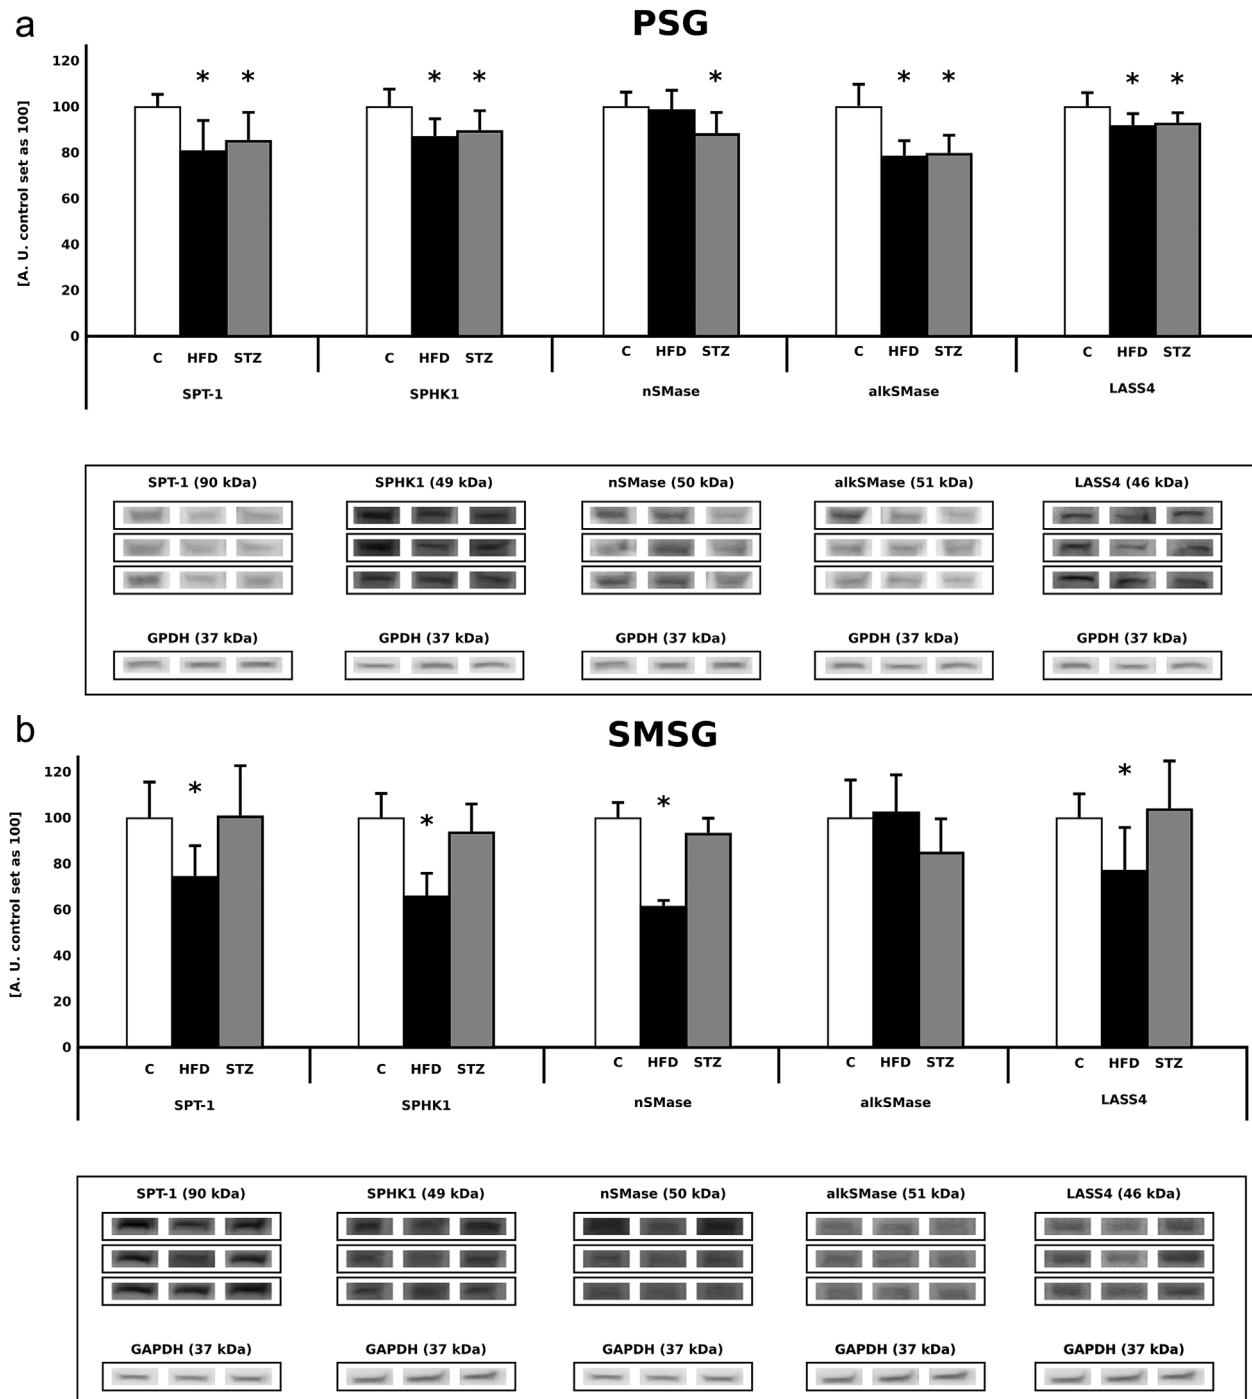 a
PSG
[A. U. control set as 100]
120
100
80
60
40
20
0
* * * * * * * * *
C HFD STZ C HFD STZ C HFD STZ C HFD STZ C HFD STZ
SPT-1 SPHK1 nSMase alkSMase LASS4
SPT-1 (90 kDa) SPHK1 (49 kDa) nSMase (50 kDa) alkSMase (51 kDa) LASS4 (46 kDa)
GPDH (37 kDa) GPDH (37 kDa) GPDH (37 kDa) GPDH (37 kDa) GPDH (37 kDa)
b
SMSG
[A. U. control set as 100]
120
100
80
60
40
20
0
* * * *
C HFD STZ C HFD STZ C HFD STZ C HFD STZ C HFD STZ
SPT-1 SPHK1 nSMase alkSMase LASS4
SPT-1 (90 kDa) SPHK1 (49 kDa) nSMase (50 kDa) alkSMase (51 kDa) LASS4 (46 kDa)
GAPDH (37 kDa) GAPDH (37 kDa) GAPDH (37 kDa) GAPDH (37 kDa) GAPDH (37 kDa)